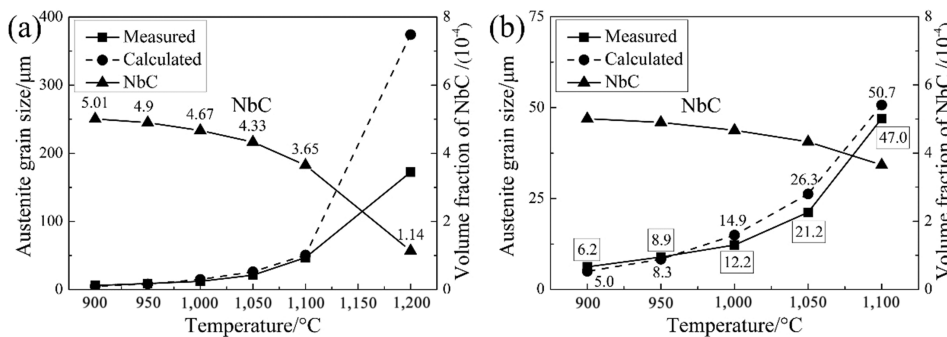 (a)
Measured
Calculated
NbC
NbC
5.01
4.9
4.67
4.33
3.65
1.14
400
300
200
100
0
Austenite grain size/μm
900
950
1,000
1,050
1,100
1,150
1,200
Temperature/°C
8
6
4
2
0
Volume fraction of NbC /(10⁻⁴)
(b)
Measured
Calculated
NbC
NbC
50.7
47.0
26.3
21.2
14.9
12.2
8.9
8.3
6.2
5.0
75
50
25
0
Austenite grain size/μm
900
950
1,000
1,050
1,100
Temperature/°C
8
6
4
2
0
Volume fraction of NbC /(10⁻⁴)